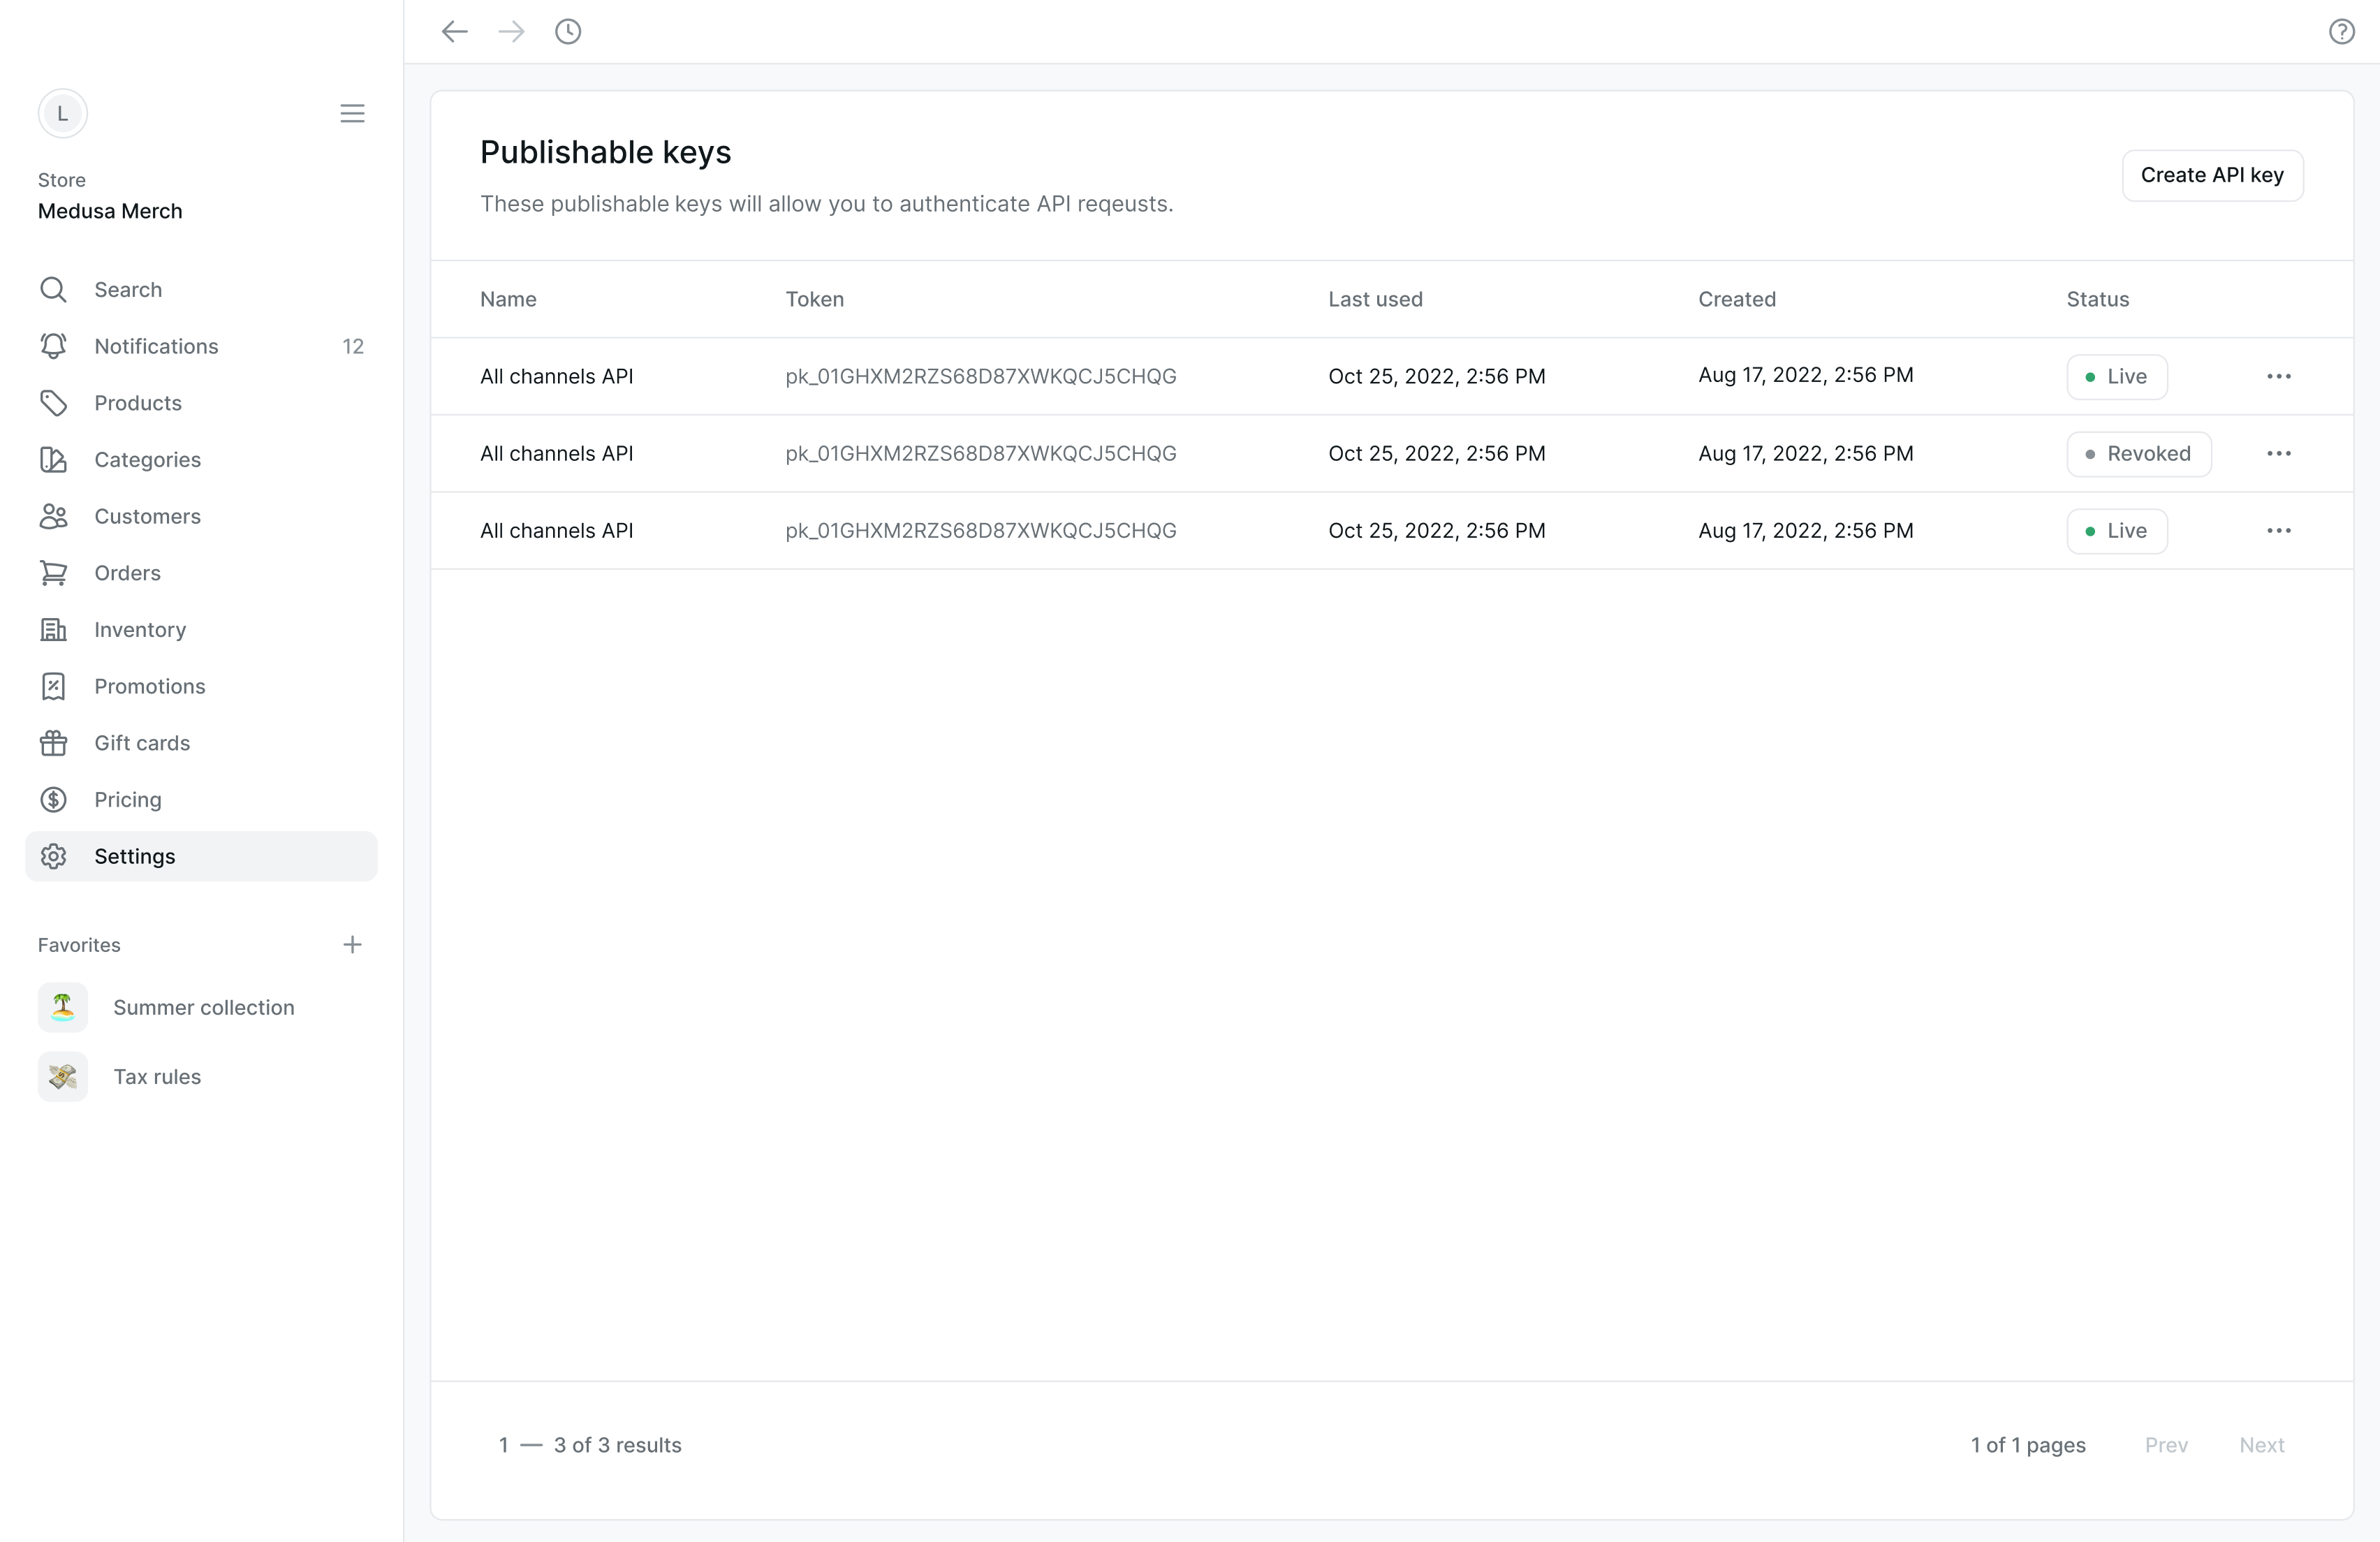 L
Store
Medusa Merch
Search
Notifications 12
Products
Categories
Customers
Orders
Inventory
Promotions
Gift cards
Pricing
Settings
Favorites
Summer collection
Tax rules
Publishable keys
These publishable keys will allow you to authenticate API reqeusts.
Create API key
Name Token Last used Created Status
All channels API pk_01GHXM2RZS68D87XWKQCJ5CHQG Oct 25, 2022, 2:56 PM Aug 17, 2022, 2:56 PM Live
All channels API pk_01GHXM2RZS68D87XWKQCJ5CHQG Oct 25, 2022, 2:56 PM Aug 17, 2022, 2:56 PM Revoked
All channels API pk_01GHXM2RZS68D87XWKQCJ5CHQG Oct 25, 2022, 2:56 PM Aug 17, 2022, 2:56 PM Live
1 — 3 of 3 results 1 of 1 pages Prev Next